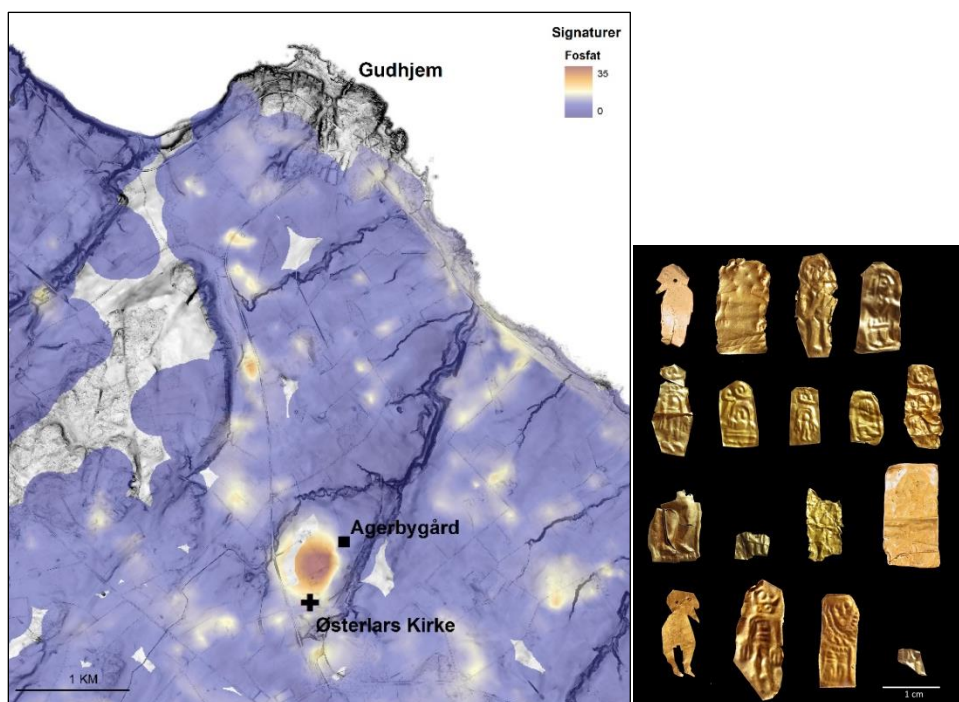 Signaturer
Fosfat
35
0
Gudhjem
Agerbygård
Østerlars Kirke
1 KM
1 cm